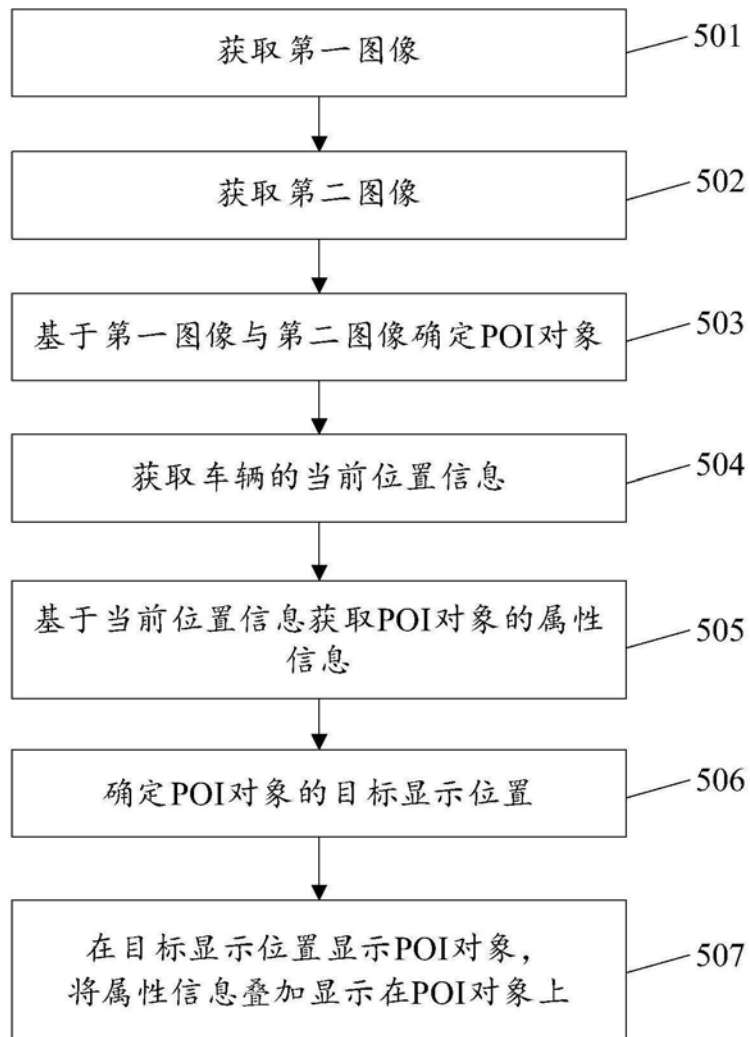 获取第一图像
501
获取第二图像
502
基于第一图像与第二图像确定POI对象
503
获取车辆的当前位置信息
504
基于当前位置信息获取POI对象的属性
信息
505
确定POI对象的目标显示位置
506
在目标显示位置显示POI对象，
将属性信息叠加显示在POI对象上
507